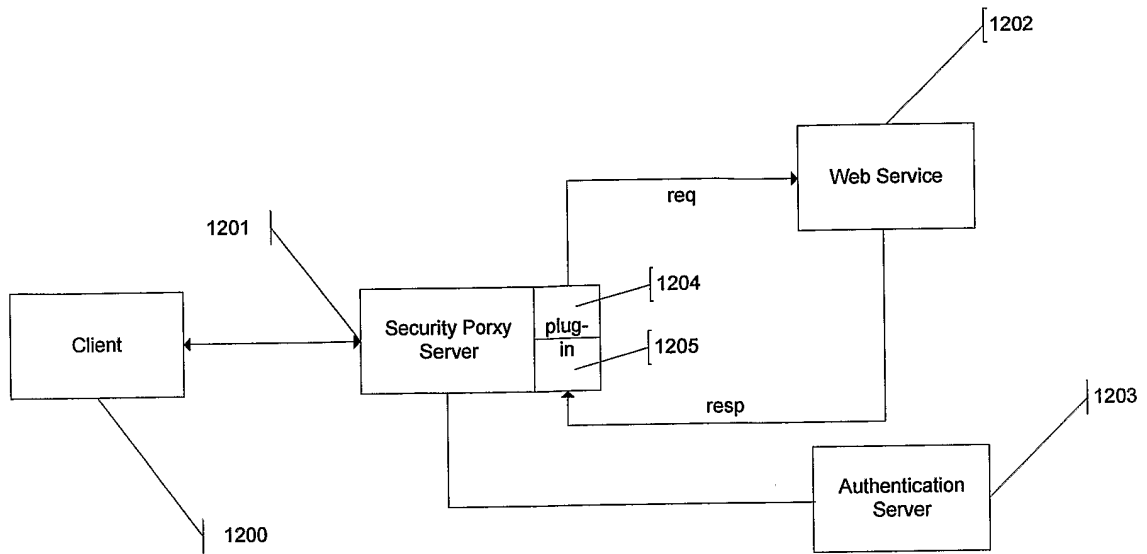 1202
Web Service
req
1201
1204
Client
Security Porxy
Server
plug-
in
1205
resp
1203
Authentication
Server
1200